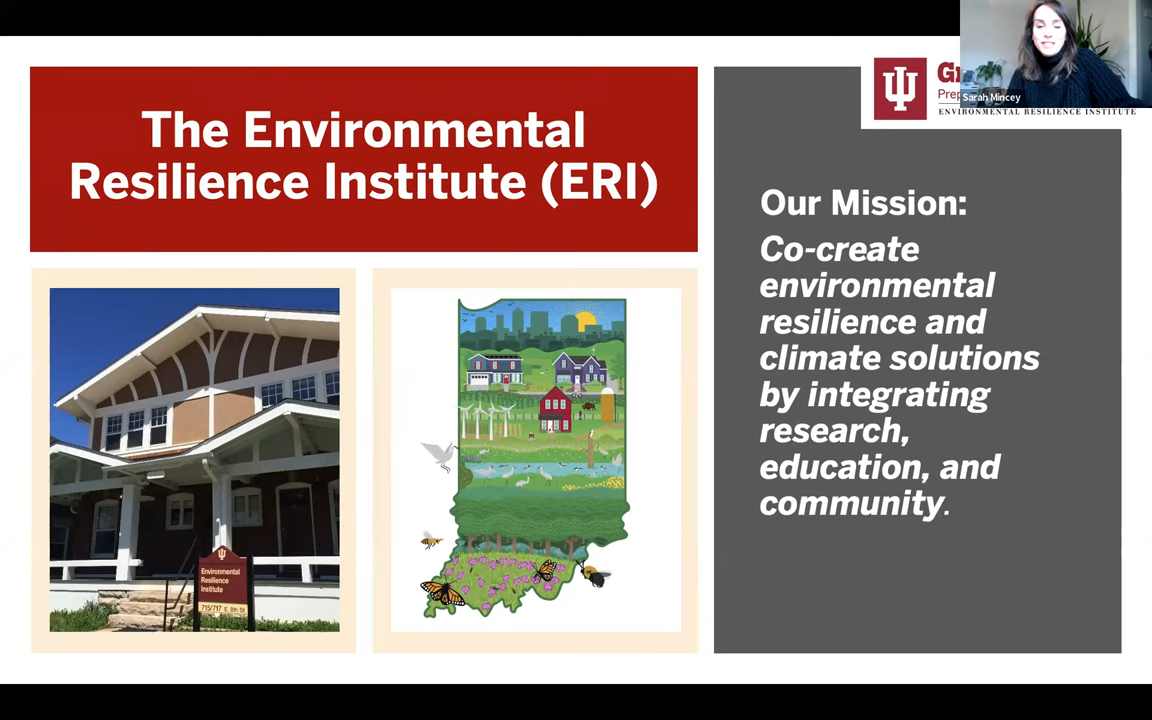 The Environmental
Resilience Institute (ERI)
Sarah Mincey
ENVIRONMENTAL RESILIENCE INSTITUTE
Our Mission:
Co-create
environmental
resilience and
climate solutions
by integrating
research,
education, and
community.
Environmental
Resilience
Institute
715/717 E. 8th St